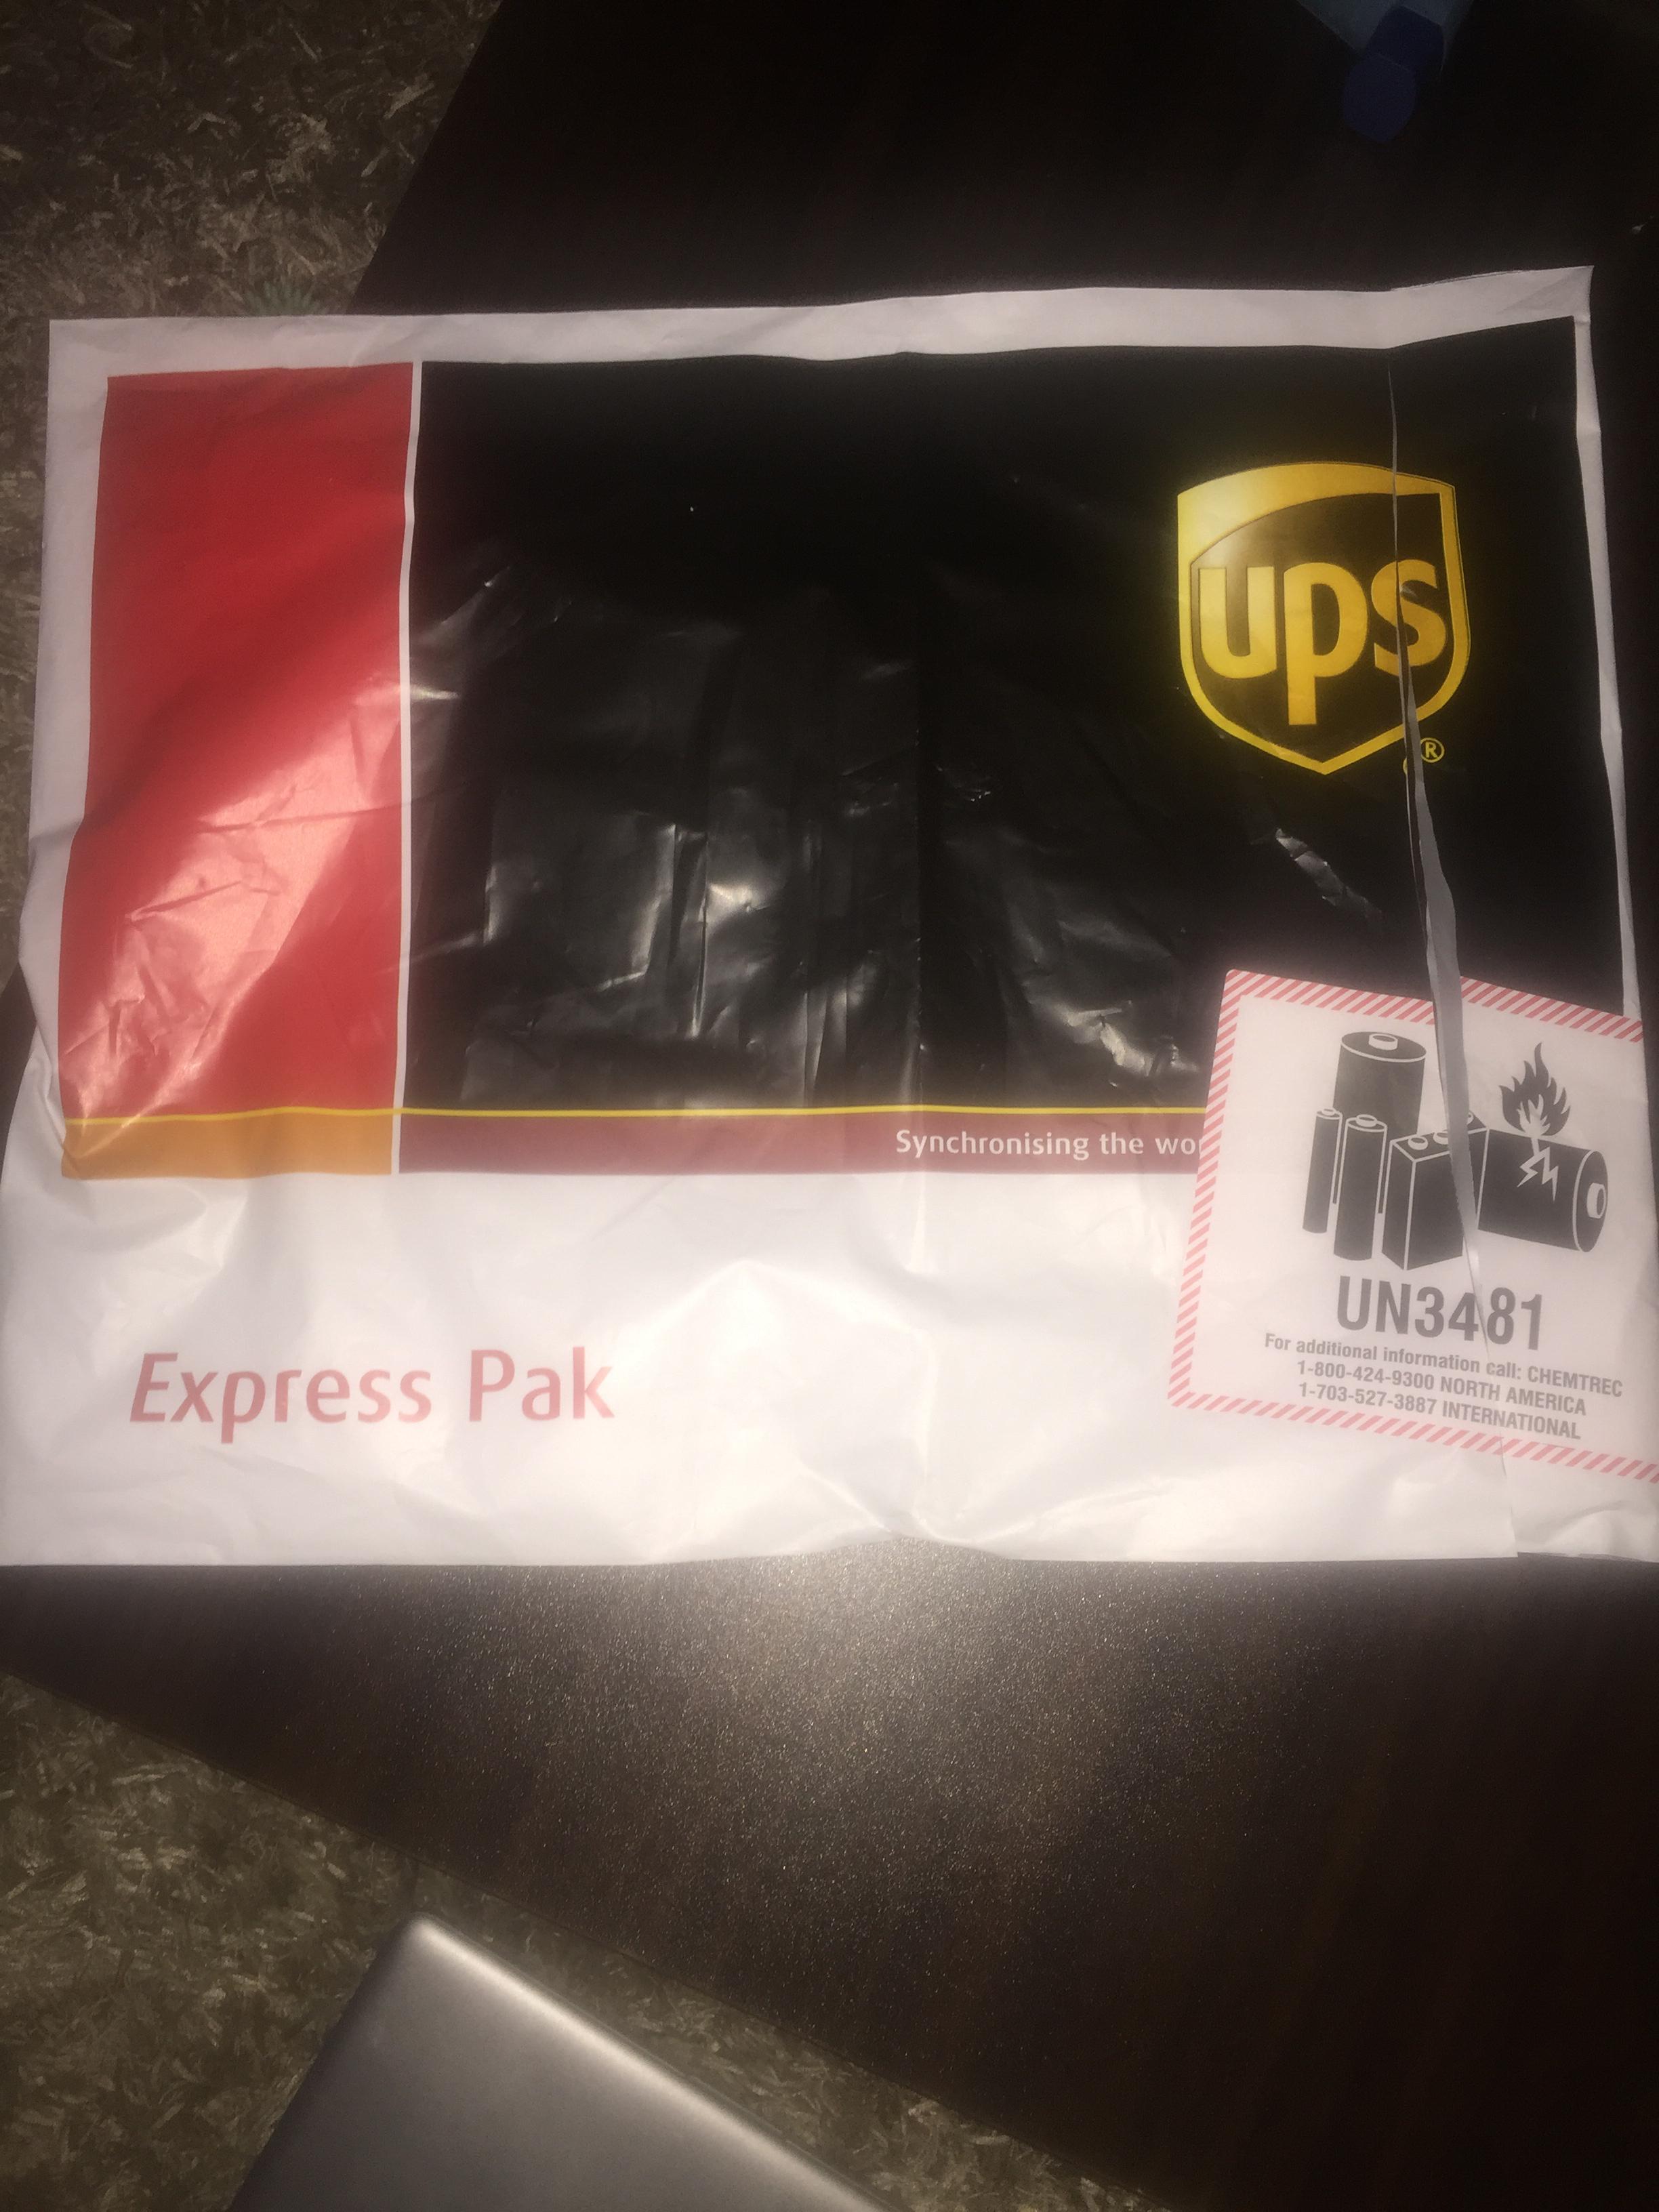 ups
®
Synchronising the
UN3481
For additional information call: CHEMTREC
1-800-424-9300 NORTH AMERICA
1-703-527-3887 INTERNATIONAL
Express Pak